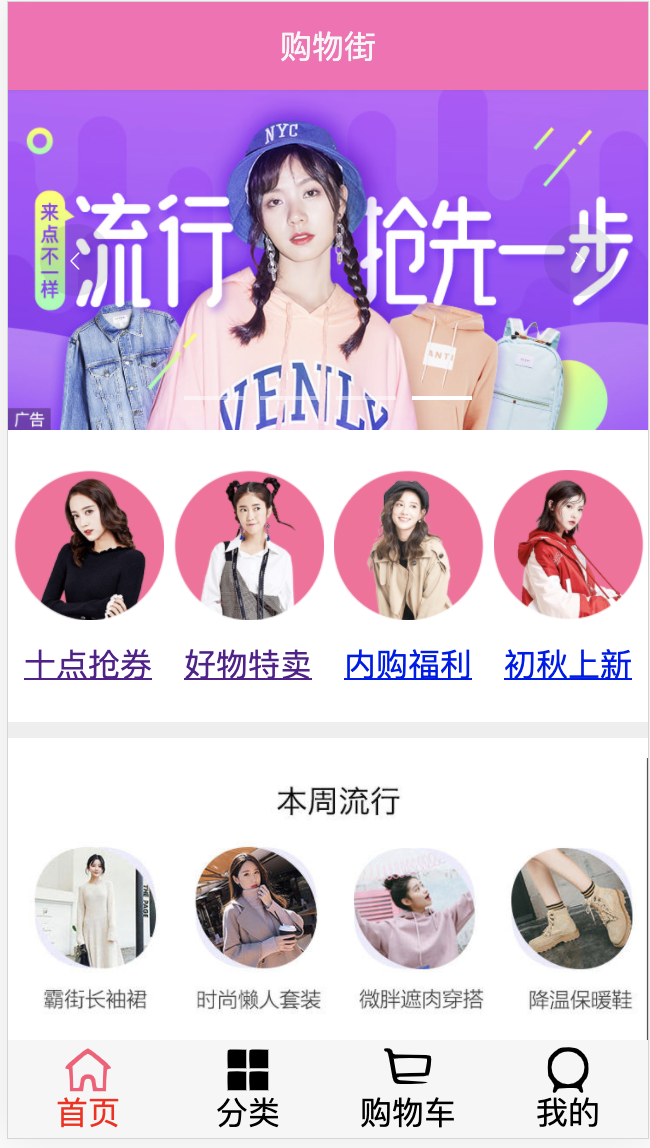 购物街
NYC
来点不一样
流行 抢先一步
VENLY
ANTI
广告
十点抢券 好物特卖 内购福利 初秋上新
本周流行
THE PAGE
霸街长袖裙 时尚懒人套装 微胖遮肉穿搭 降温保暖鞋
首页 分类 购物车 我的